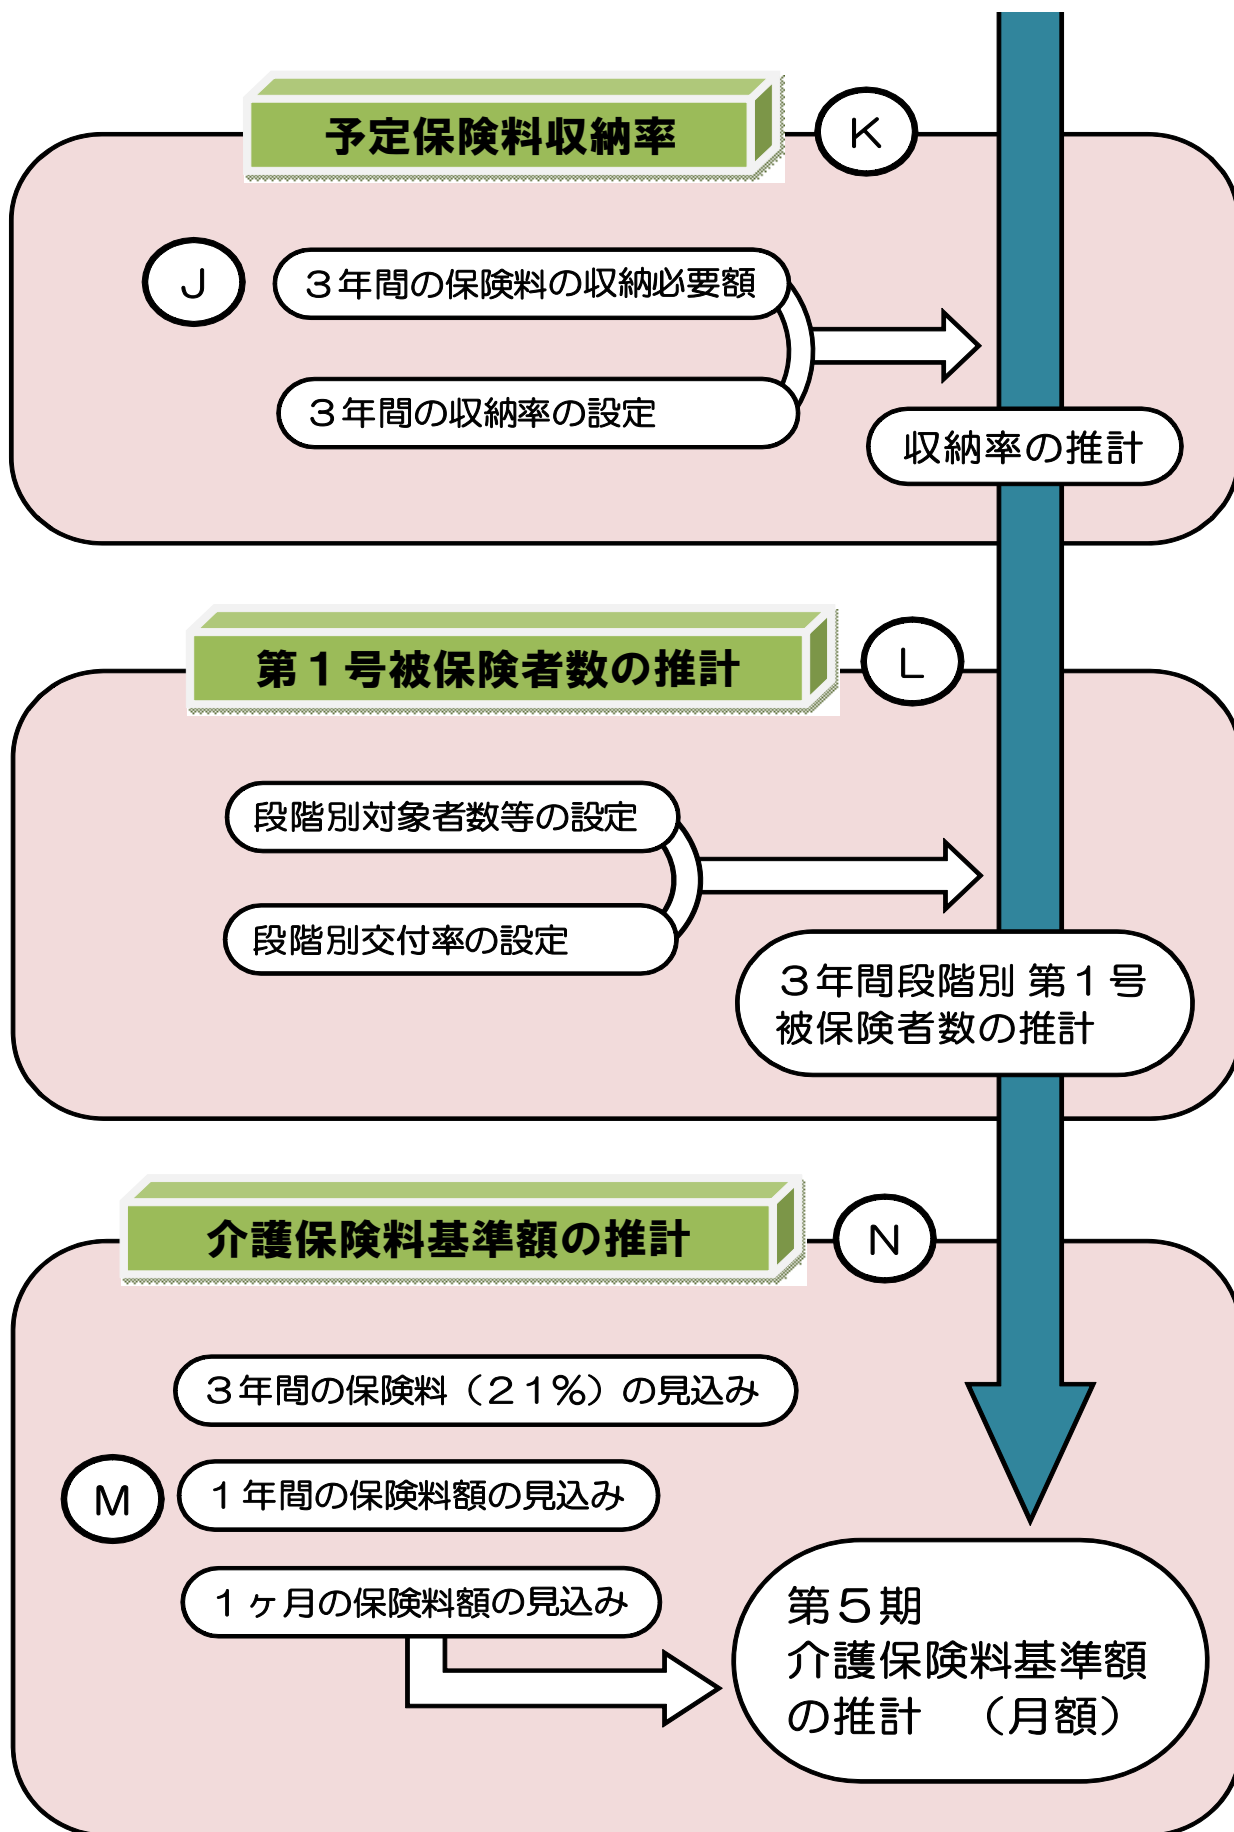 予定保険料収納率
K
J
３年間の保険料の収納必要額
３年間の収納率の設定
収納率の推計
第１号被保険者数の推計
L
段階別対象者数等の設定
段階別交付率の設定
３年間段階別 第１号
被保険者数の推計
介護保険料基準額の推計
N
３年間の保険料（２１％）の見込み
M
１年間の保険料額の見込み
１ヶ月の保険料額の見込み
第５期
介護保険料基準額
の推計　（月額）